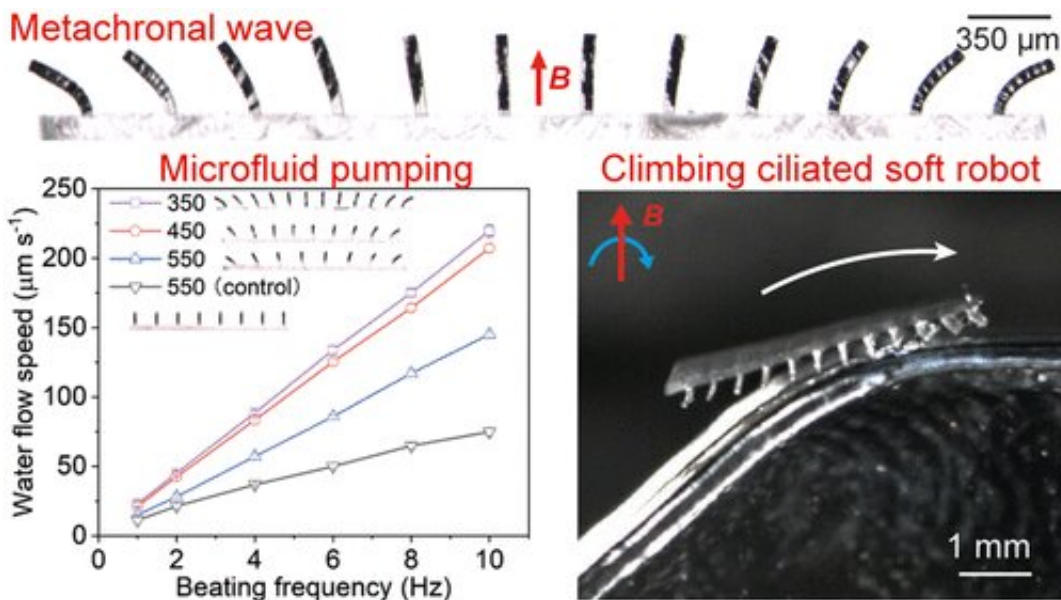 Metachronal wave
B
350 μm
Microfluid pumping
Water flow speed (μm s⁻¹)
250
200
150
100
50
0
350
450
550
550 (control)
0 2 4 6 8 10
Beating frequency (Hz)
Climbing ciliated soft robot
B
1 mm